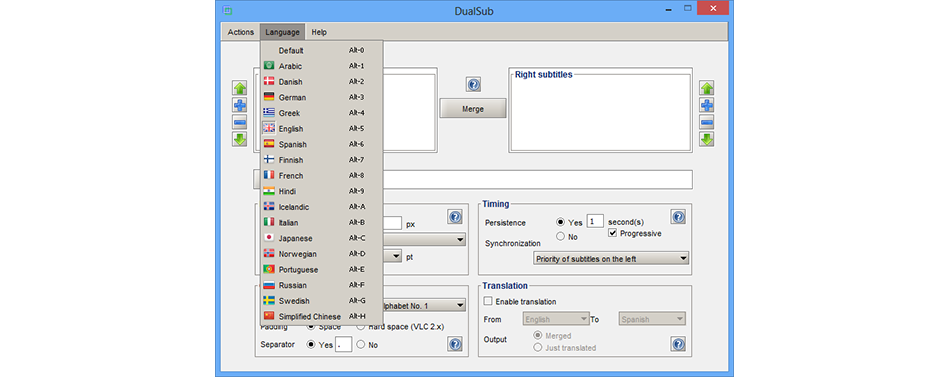 DualSub
Actions Language Help
Default Alt-0
Arabic Alt-1
Danish Alt-2
German Alt-3
Greek Alt-4
English Alt-5
Spanish Alt-6
Finnish Alt-7
French Alt-8
Hindi Alt-9
Icelandic Alt-A
Italian Alt-B
Japanese Alt-C
Norwegian Alt-D
Portuguese Alt-E
Russian Alt-F
Swedish Alt-G
Simplified Chinese Alt-H
Merge
Right subtitles
px
pt
Timing
Persistence Yes 1 second(s)
No Progressive
Synchronization
Priority of subtitles on the left
lphabet No. 1
Padding Space Hard space (VLC 2.x)
Separator Yes - No
Translation
Enable translation
From English To Spanish
Output Merged
Just translated